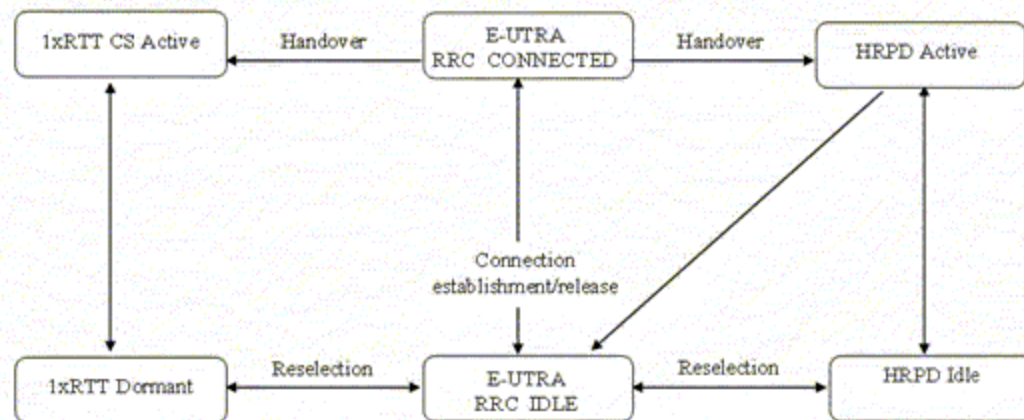 1xRTT CS Active
Handover
E-UTRA
RRC CONNECTED
Handover
HRPD Active
Connection
establishment/release
1xRTT Dormant
Reselection
E-UTRA
RRC IDLE
Reselection
HRPD Idle